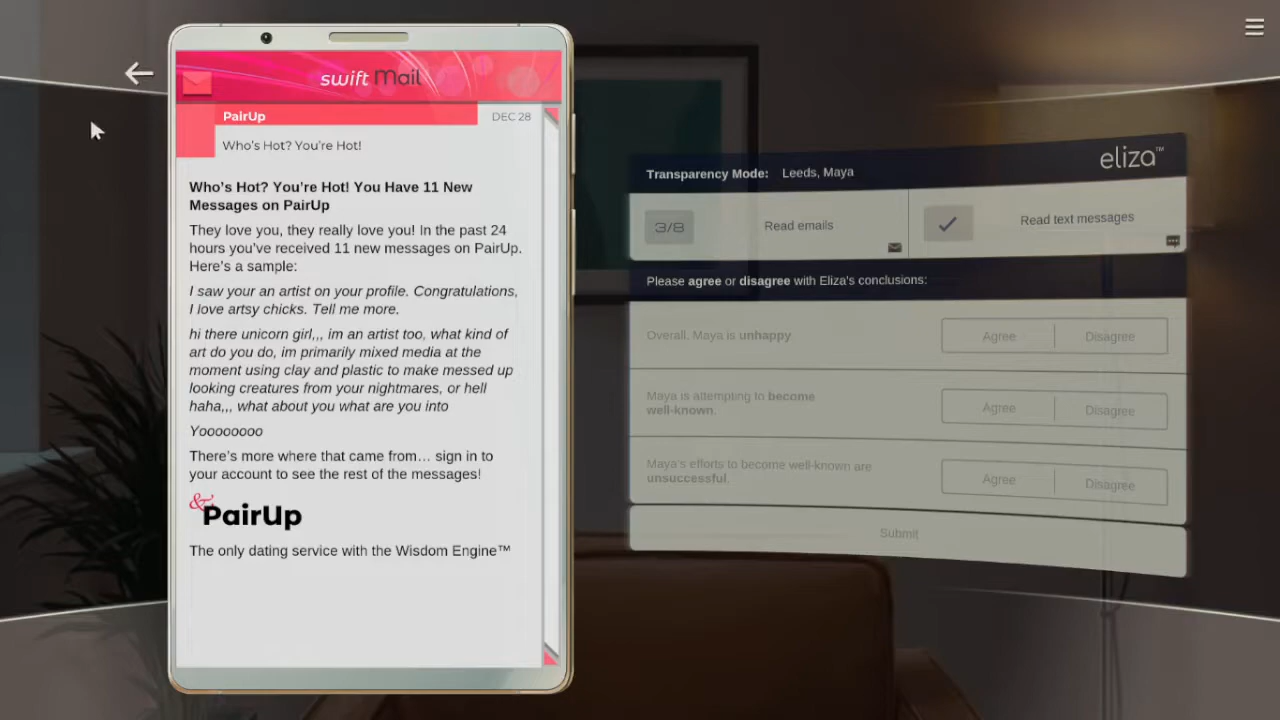 swift Mail
PairUp
DEC 28
Who's Hot? You're Hot!
Who's Hot? You're Hot! You Have 11 New
Messages on PairUp
They love you, they really love you! In the past 24
hours you've received 11 new messages on PairUp.
Here's a sample:
I saw your an artist on your profile. Congratulations,
I love artsy chicks. Tell me more.
hi there unicorn girl,,, im an artist too, what kind of
art do you do, im primarily mixed media at the
moment using clay and plastic to make messed up
looking creatures from your nightmares, or hell
haha,,, what about you what are you into
Yoooooooo
There's more where that came from... sign in to
your account to see the rest of the messages!
& PairUp
The only dating service with the Wisdom Engine™
eliza™
Transparency Mode: Leeds, Maya
3/8 Read emails
Read text messages
Please agree or disagree with Eliza's conclusions:
Overall, Maya is unhappy
Agree Disagree
Maya is attempting to become
well-known.
Agree Disagree
Maya's efforts to become well-known are
unsuccessful.
Agree Disagree
Submit